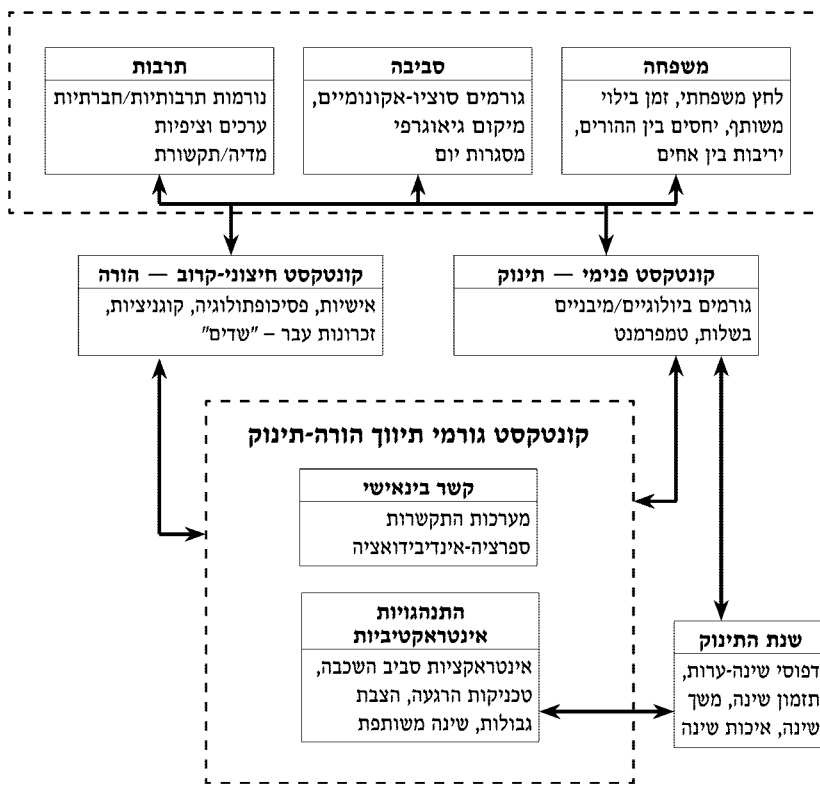 משפחה
לחץ משפחתי, זמן בילוי
משותף, יחסים בין ההורים,
יריבות בין אחים
סביבה
גורמים סוציו-אקונומיים,
מיקום גיאוגרפי
מסגרות יום
תרבות
נורמות תרבותיות/חברתיות
ערכים וציפיות
מדיה/תקשורת
קונטקסט פנימי — תינוק
גורמים ביולוגיים/מיבניים
בשלות, טמפרמנט
קונטקסט חיצוני-קרוב — הורה
אישיות, פסיכופתולוגיה, קוגניציות,
זכרונות עבר – "שדים"
קונטקסט גורמי תיווך הורה-תינוק
קשר בינאישי
מערכות התקשרות
ספרציה-אינדיבידואציה
התנהגויות
אינטראקטיביות
אינטראקציות סביב השכבה,
טכניקות הרגעה, הצבת
גבולות, שינה משותפת
שנת התינוק
דפוסי שינה-ערות,
תזמון שינה, משך
שינה, איכות שינה